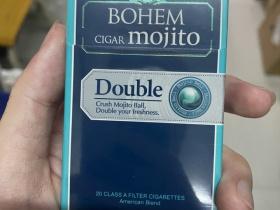 BOHEM
CIGAR mojito
Double
Crush Mojito Ball,
Double your freshness.
20 CLASS A FILTER CIGARETTES
American Blend